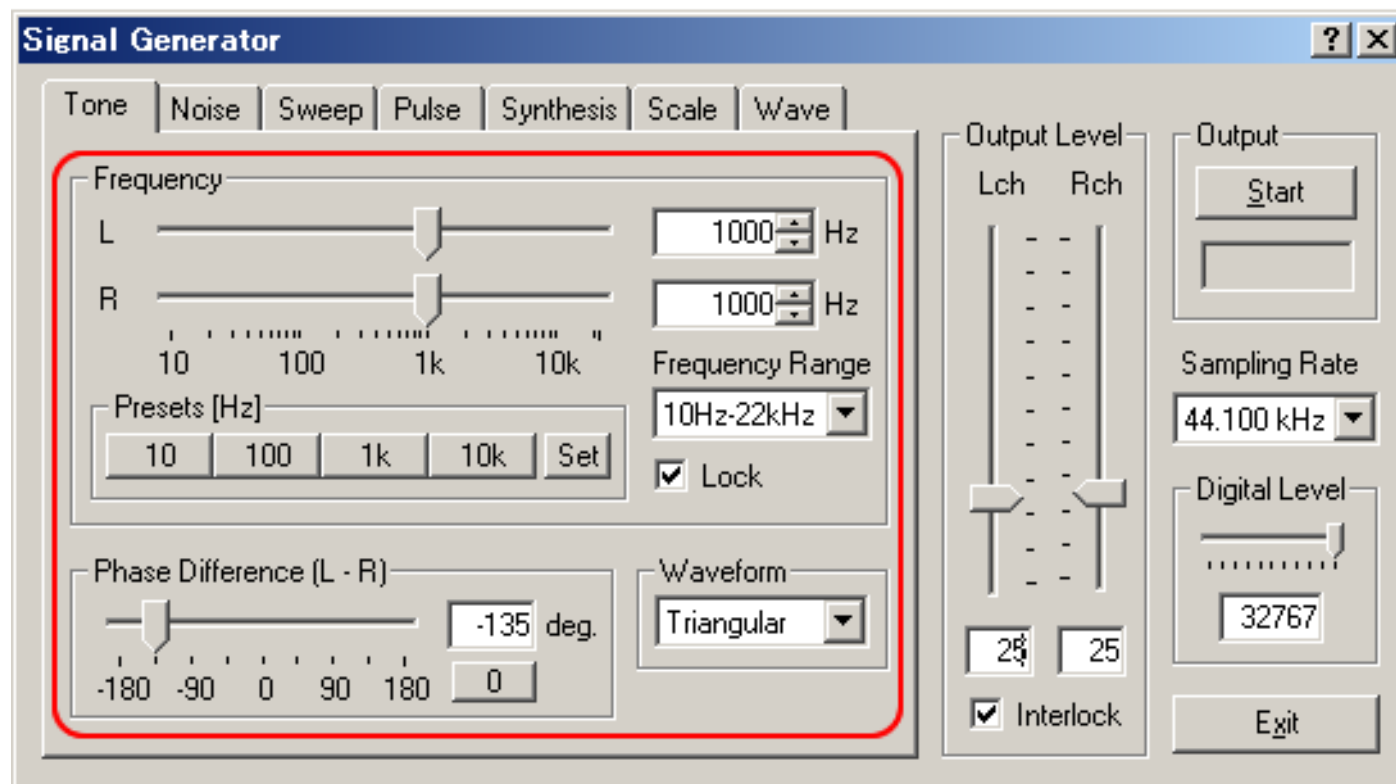 Signal Generator
Tone Noise Sweep Pulse Synthesis Scale Wave
Frequency
L 1000 Hz
R 1000 Hz
10 100 1k 10k
Frequency Range
10Hz-22kHz
Lock
Presets [Hz]
10 100 1k 10k Set
Phase Difference (L - R)
-135 deg.
-180 -90 0 90 180
0
Waveform
Triangular
Output Level
Lch Rch
25 25
Interlock
Output
Start
Sampling Rate
44.100 kHz
Digital Level
32767
Exit